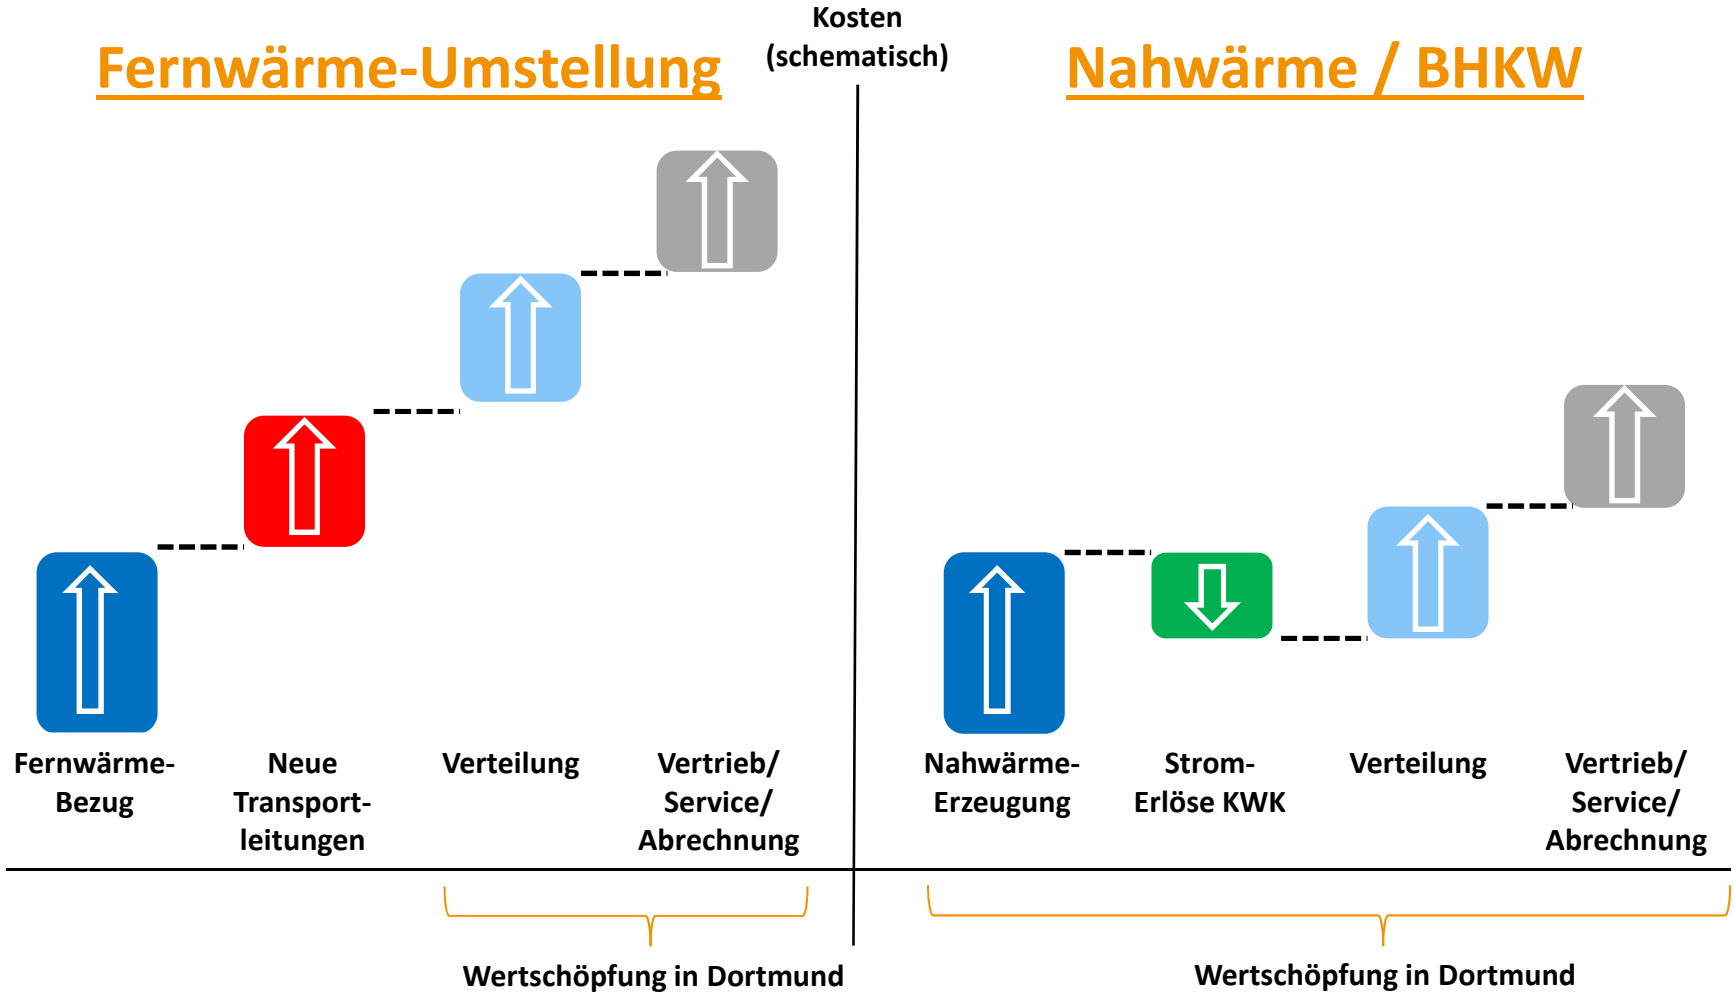 Kosten
(schematisch)
Fernwärme-Umstellung
Nahwärme / BHKW
Fernwärme-
Bezug
Neue
Transport-
leitungen
Verteilung
Vertrieb/
Service/
Abrechnung
Nahwärme-
Erzeugung
Strom-
Erlöse KWK
Verteilung
Vertrieb/
Service/
Abrechnung
Wertschöpfung in Dortmund
Wertschöpfung in Dortmund